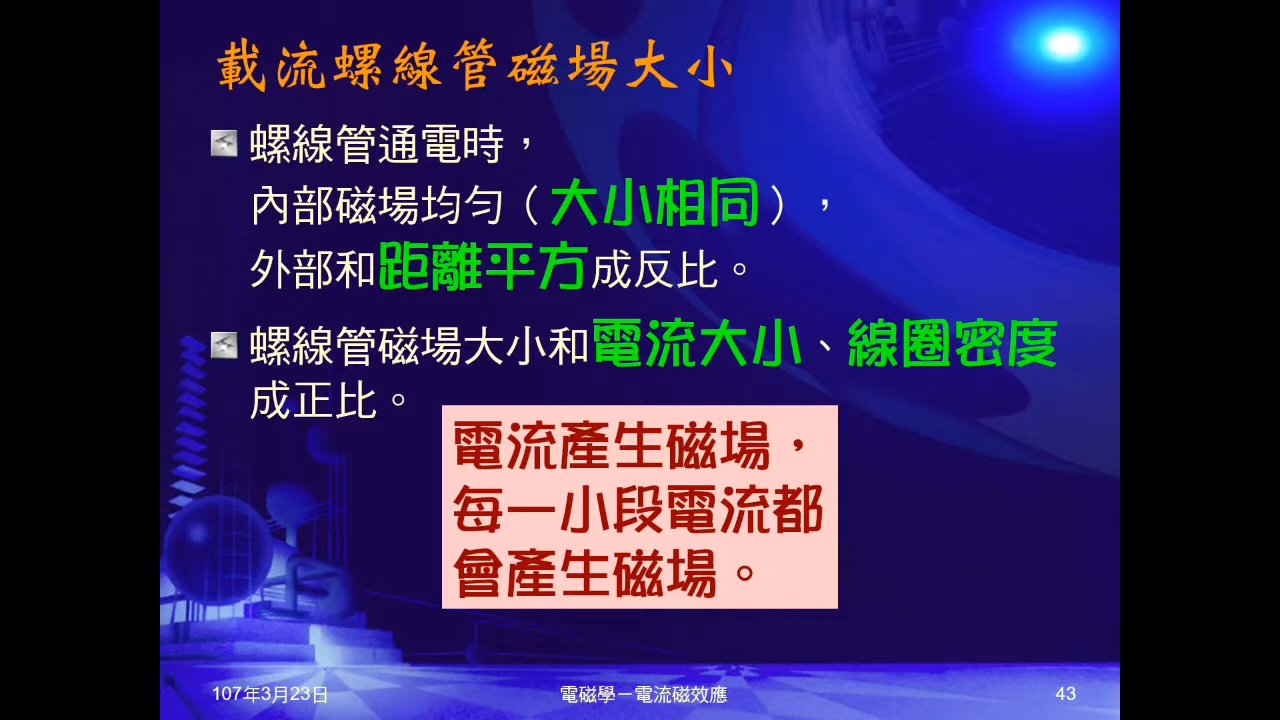 載流螺線管磁場大小
螺線管通電時，
內部磁場均勻（大小相同），
外部和距離平方成反比。
螺線管磁場大小和電流大小、線圈密度
成正比。
電流產生磁場，
每一小段電流都
會產生磁場。
107年3月23日
電磁學－電流磁效應
43